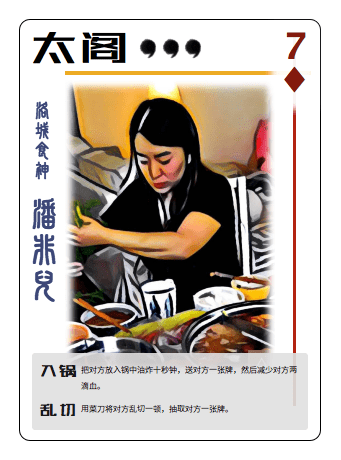 太阁
7
洛城食神
潘非兒
入锅 把对方放入锅中油炸十秒钟，送对方一张牌，然后减少对方两
滴血。
乱切 用菜刀将对方乱切一顿，抽取对方一张牌。